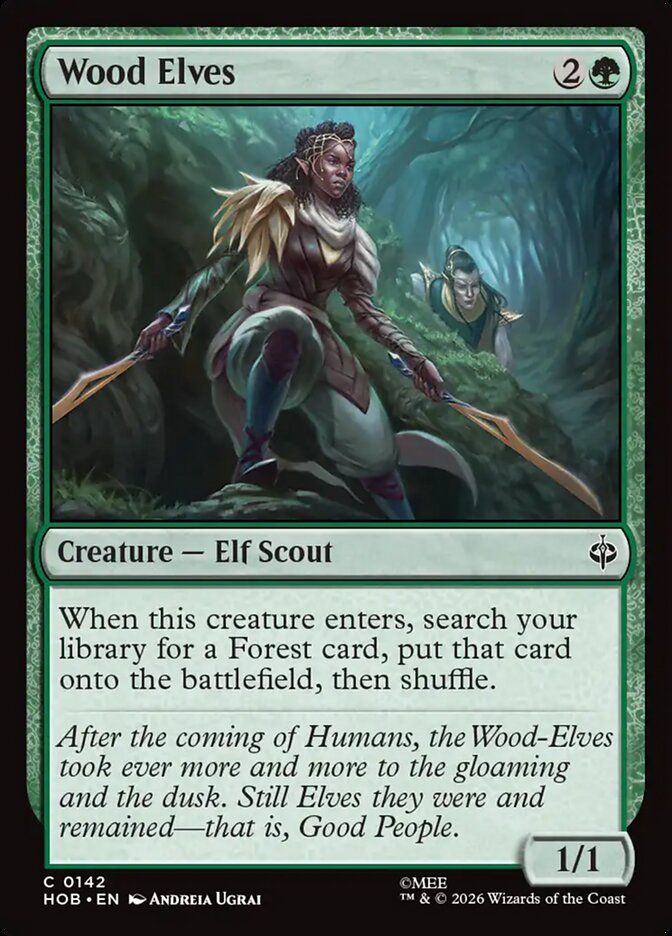 Wood Elves 2
Creature — Elf Scout
When this creature enters, search your
library for a Forest card, put that card
onto the battlefield, then shuffle.
After the coming of Humans, the Wood-Elves
took ever more and more to the gloaming
and the dusk. Still Elves they were and
remained—that is, Good People.
1/1
C 0142
HOB • EN Andreia Ugrai
©MEE
™ & © 2026 Wizards of the Coast